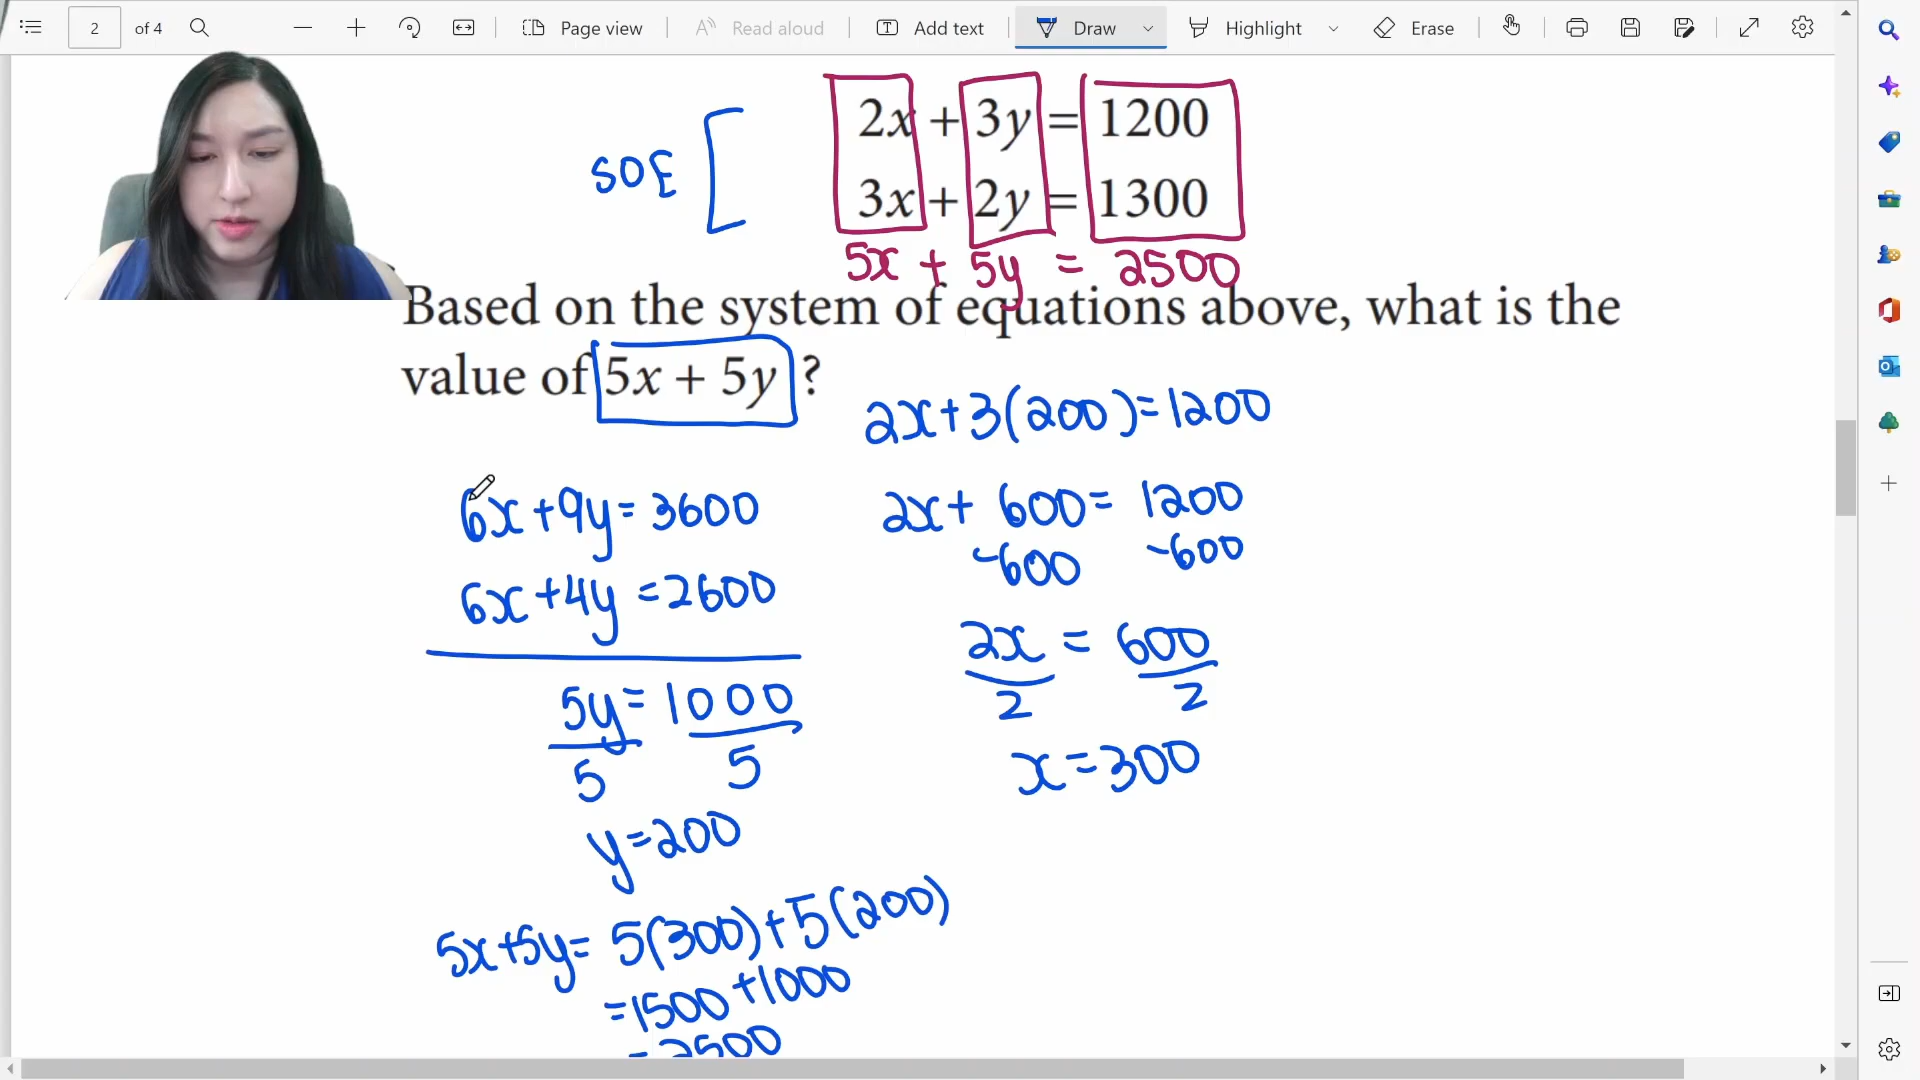 2 of 4 Page view Read aloud Add text Draw Highlight Erase
2x + 3y = 1200
SOE
3x + 2y = 1300
5x + 5y = 2500
Based on the system of equations above, what is the
value of 5x + 5y ?
2x+3(200)=1200
6x+9y=3600
2x+ 600= 1200
-600 -600
6x+4y=2600
2x = 600
2 2
5y= 1000
5 5
x=300
y=200
5x+5y= 5(300)+5(200)
=1500+1000
=2500